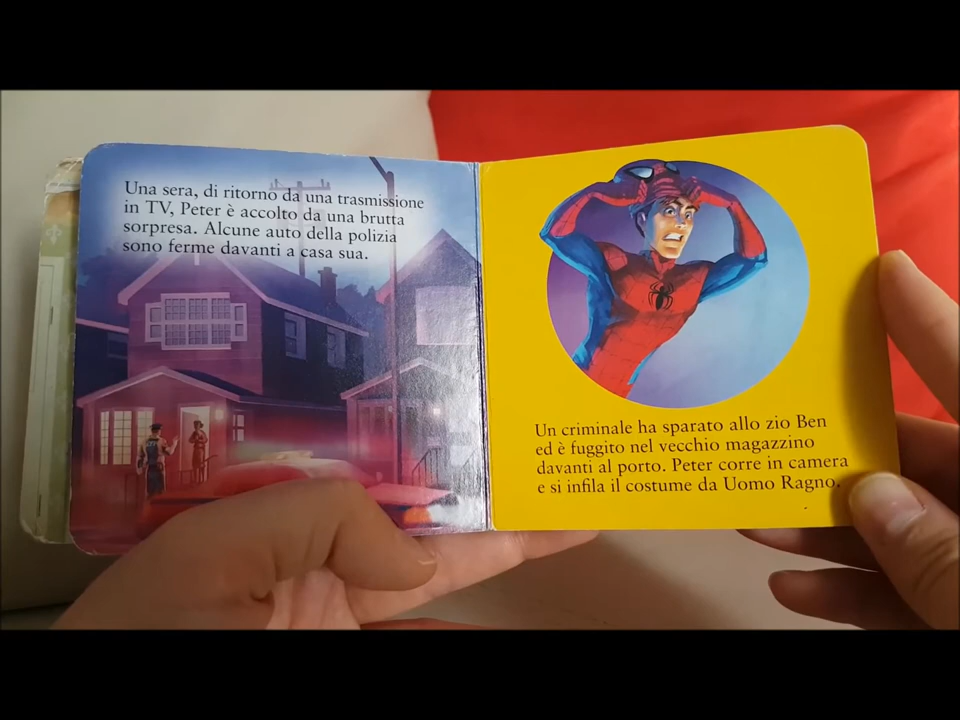 Una sera, di ritorno da una trasmissione
in TV, Peter è accolto da una brutta
sorpresa. Alcune auto della polizia
sono ferme davanti a casa sua.
Un criminale ha sparato allo zio Ben
ed è fuggito nel vecchio magazzino
davanti al porto. Peter corre in camera
e si infila il costume da Uomo Ragno.